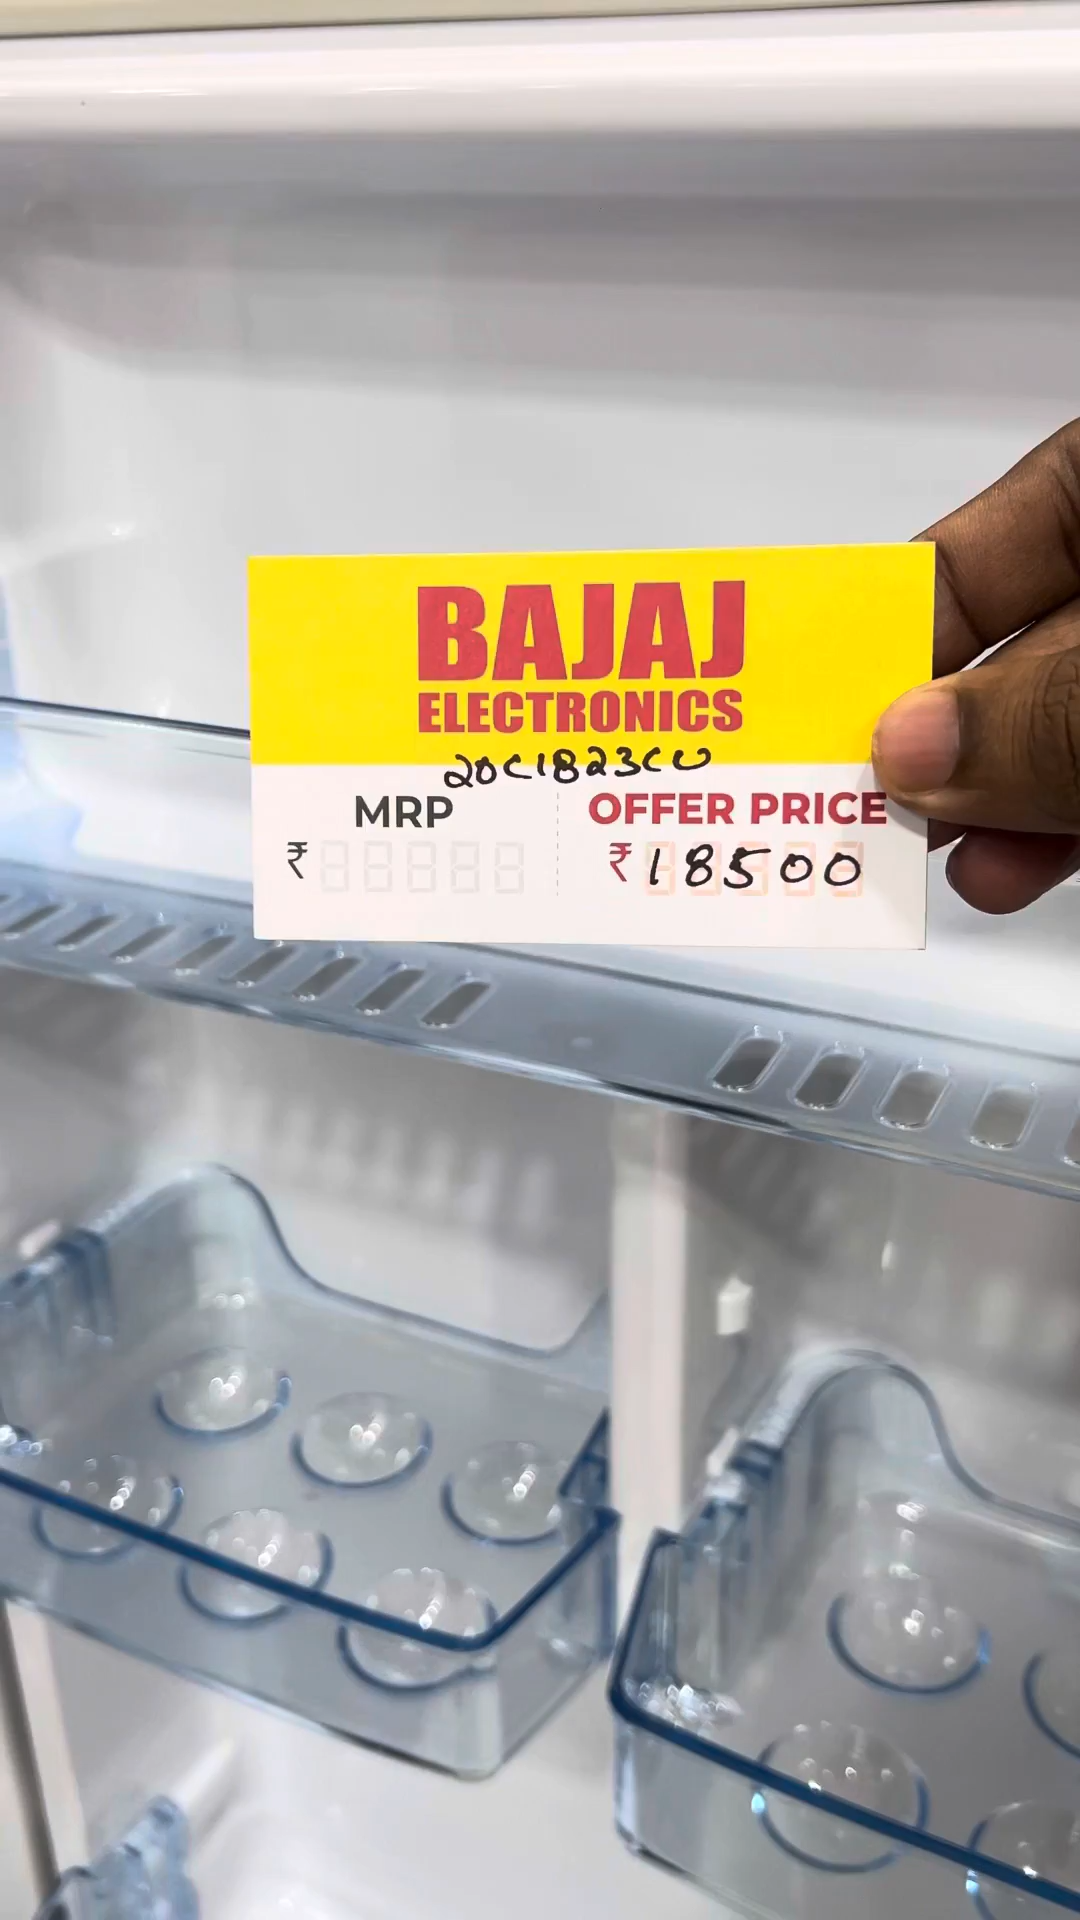 BAJAJ
ELECTRONICS
20C1823CU
MRP
₹
OFFER PRICE
₹18500